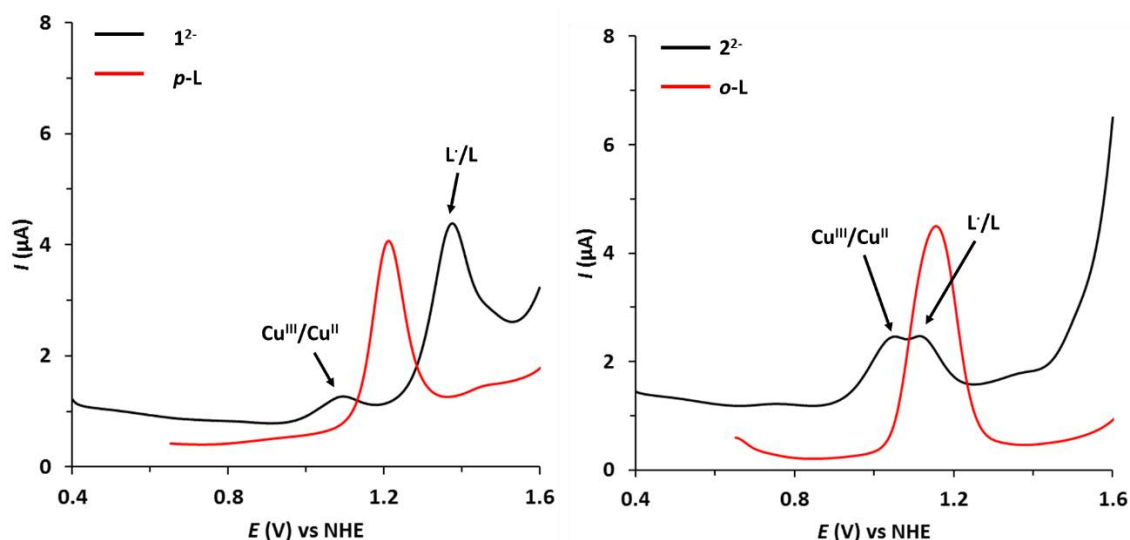 8
6
4
2
0
0.4
0.8
1.2
1.6
I (μA)
E (V) vs NHE
1²⁻
p-L
Cuᴵᴵᴵ/Cuᴵᴵ
L·/L
8
6
4
2
0
0.4
0.8
1.2
1.6
I (μA)
E (V) vs NHE
2²⁻
o-L
Cuᴵᴵᴵ/Cuᴵᴵ
L·/L